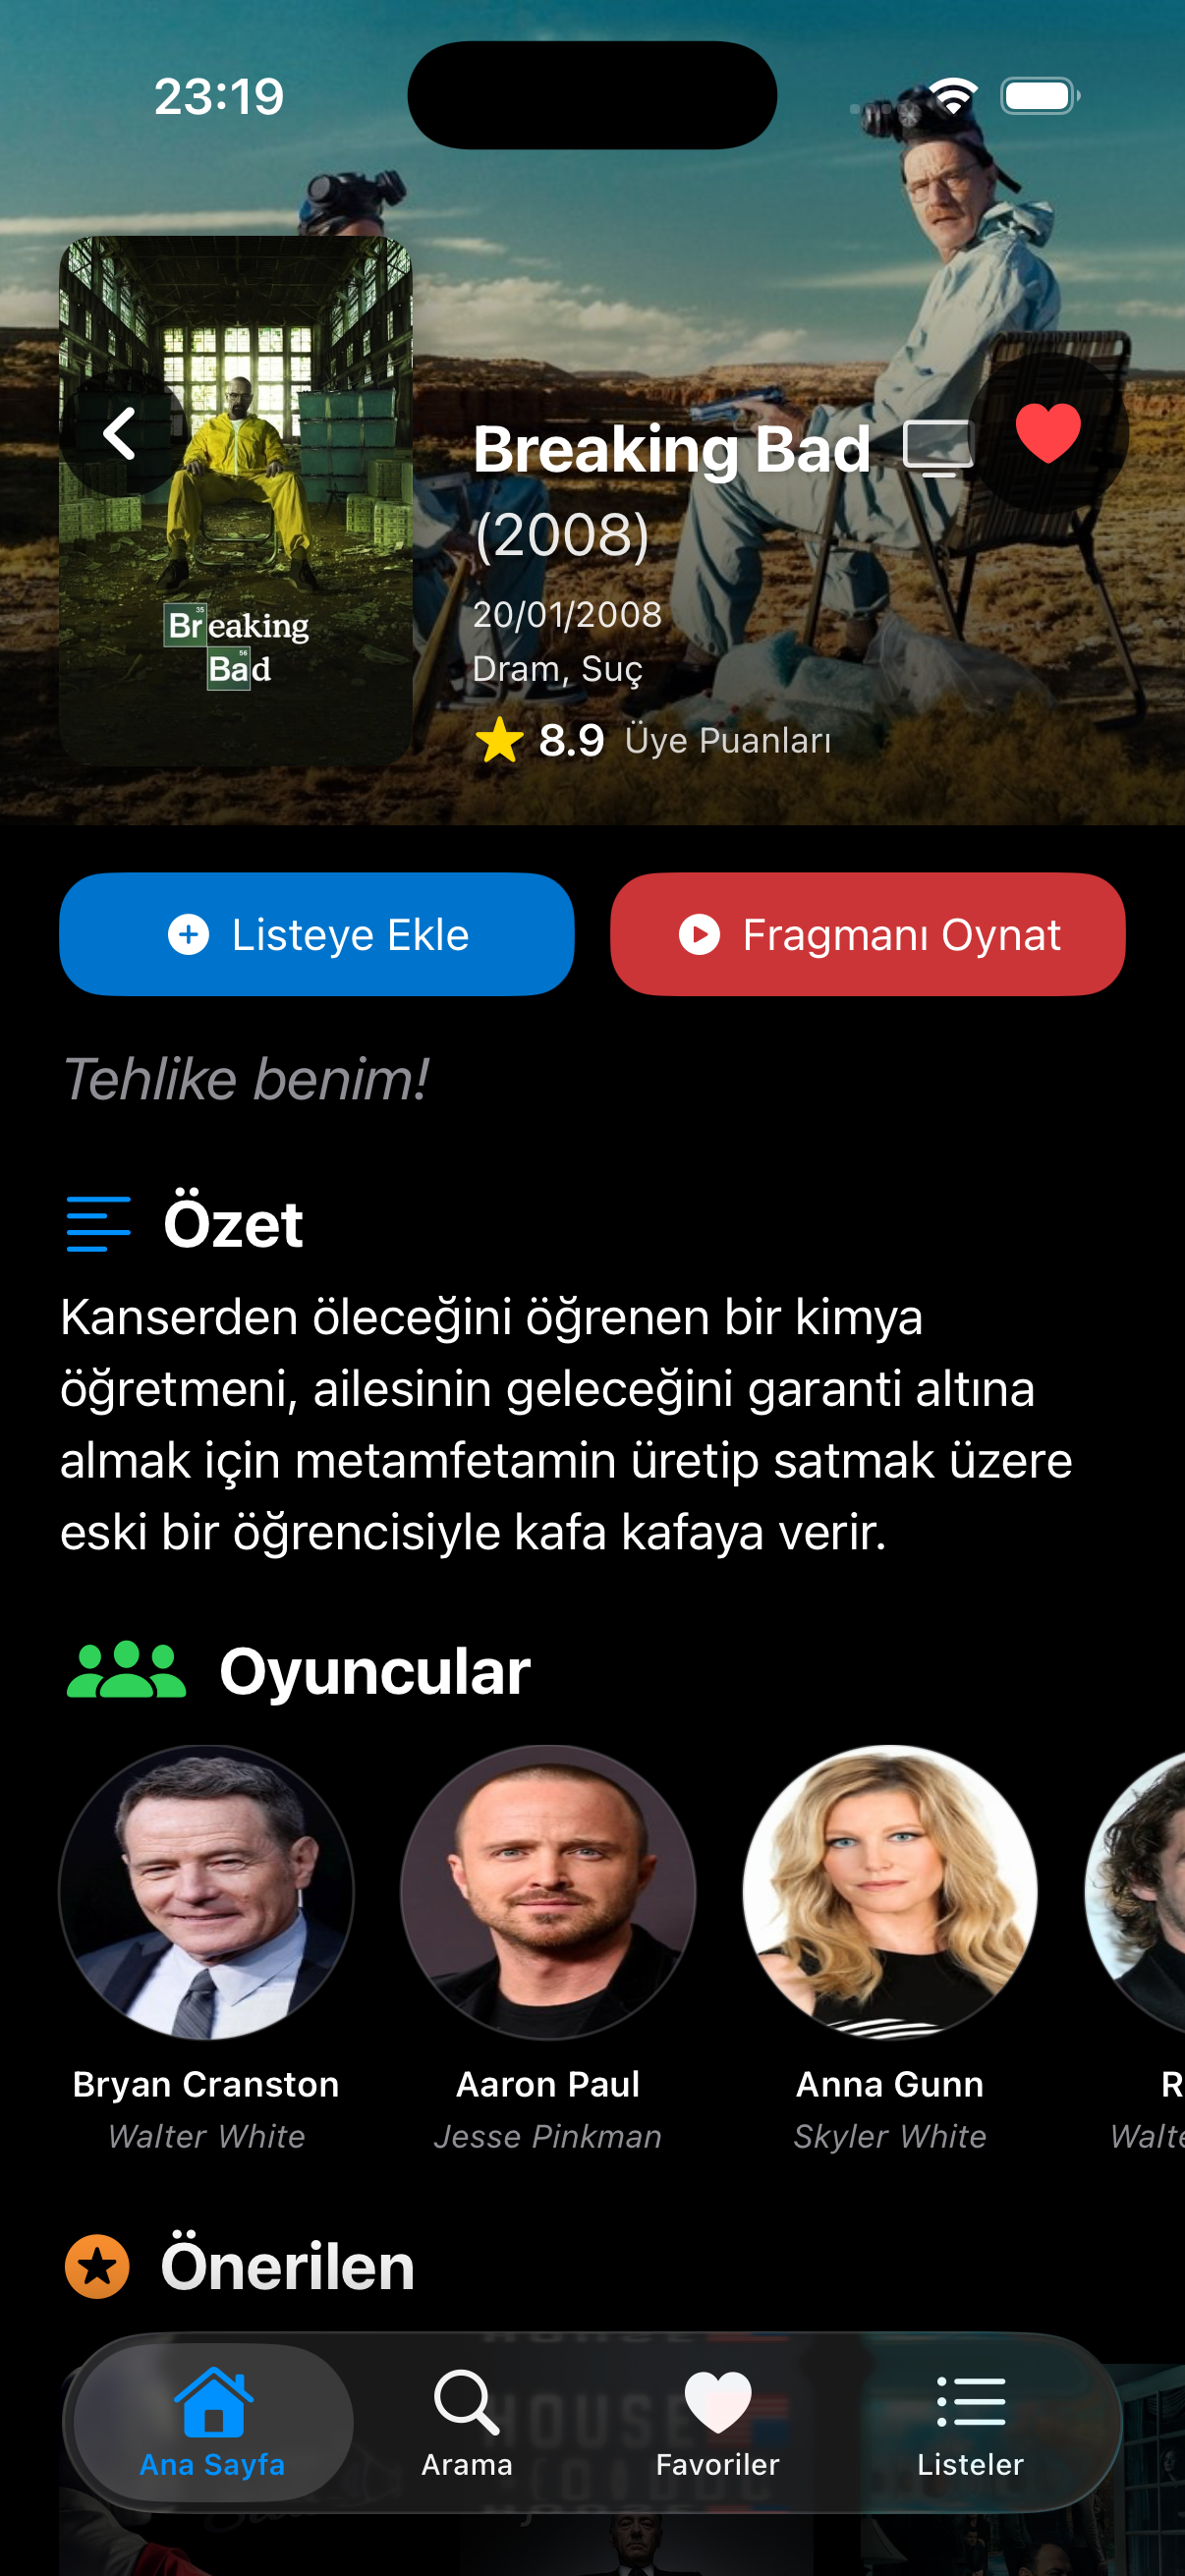 23:19
Breaking Bad
(2008)
20/01/2008
Dram, Suç
8.9 Üye Puanları
35
Breaking
56
Bad
Listeye Ekle
Fragmanı Oynat
Tehlike benim!
Özet
Kanserden öleceğini öğrenen bir kimya
öğretmeni, ailesinin geleceğini garanti altına
almak için metamfetamin üretip satmak üzere
eski bir öğrencisiyle kafa kafaya verir.
Oyuncular
Bryan Cranston
Walter White
Aaron Paul
Jesse Pinkman
Anna Gunn
Skyler White
R
Walte
Önerilen
HOUSE
Ana Sayfa
Arama
Favoriler
Listeler